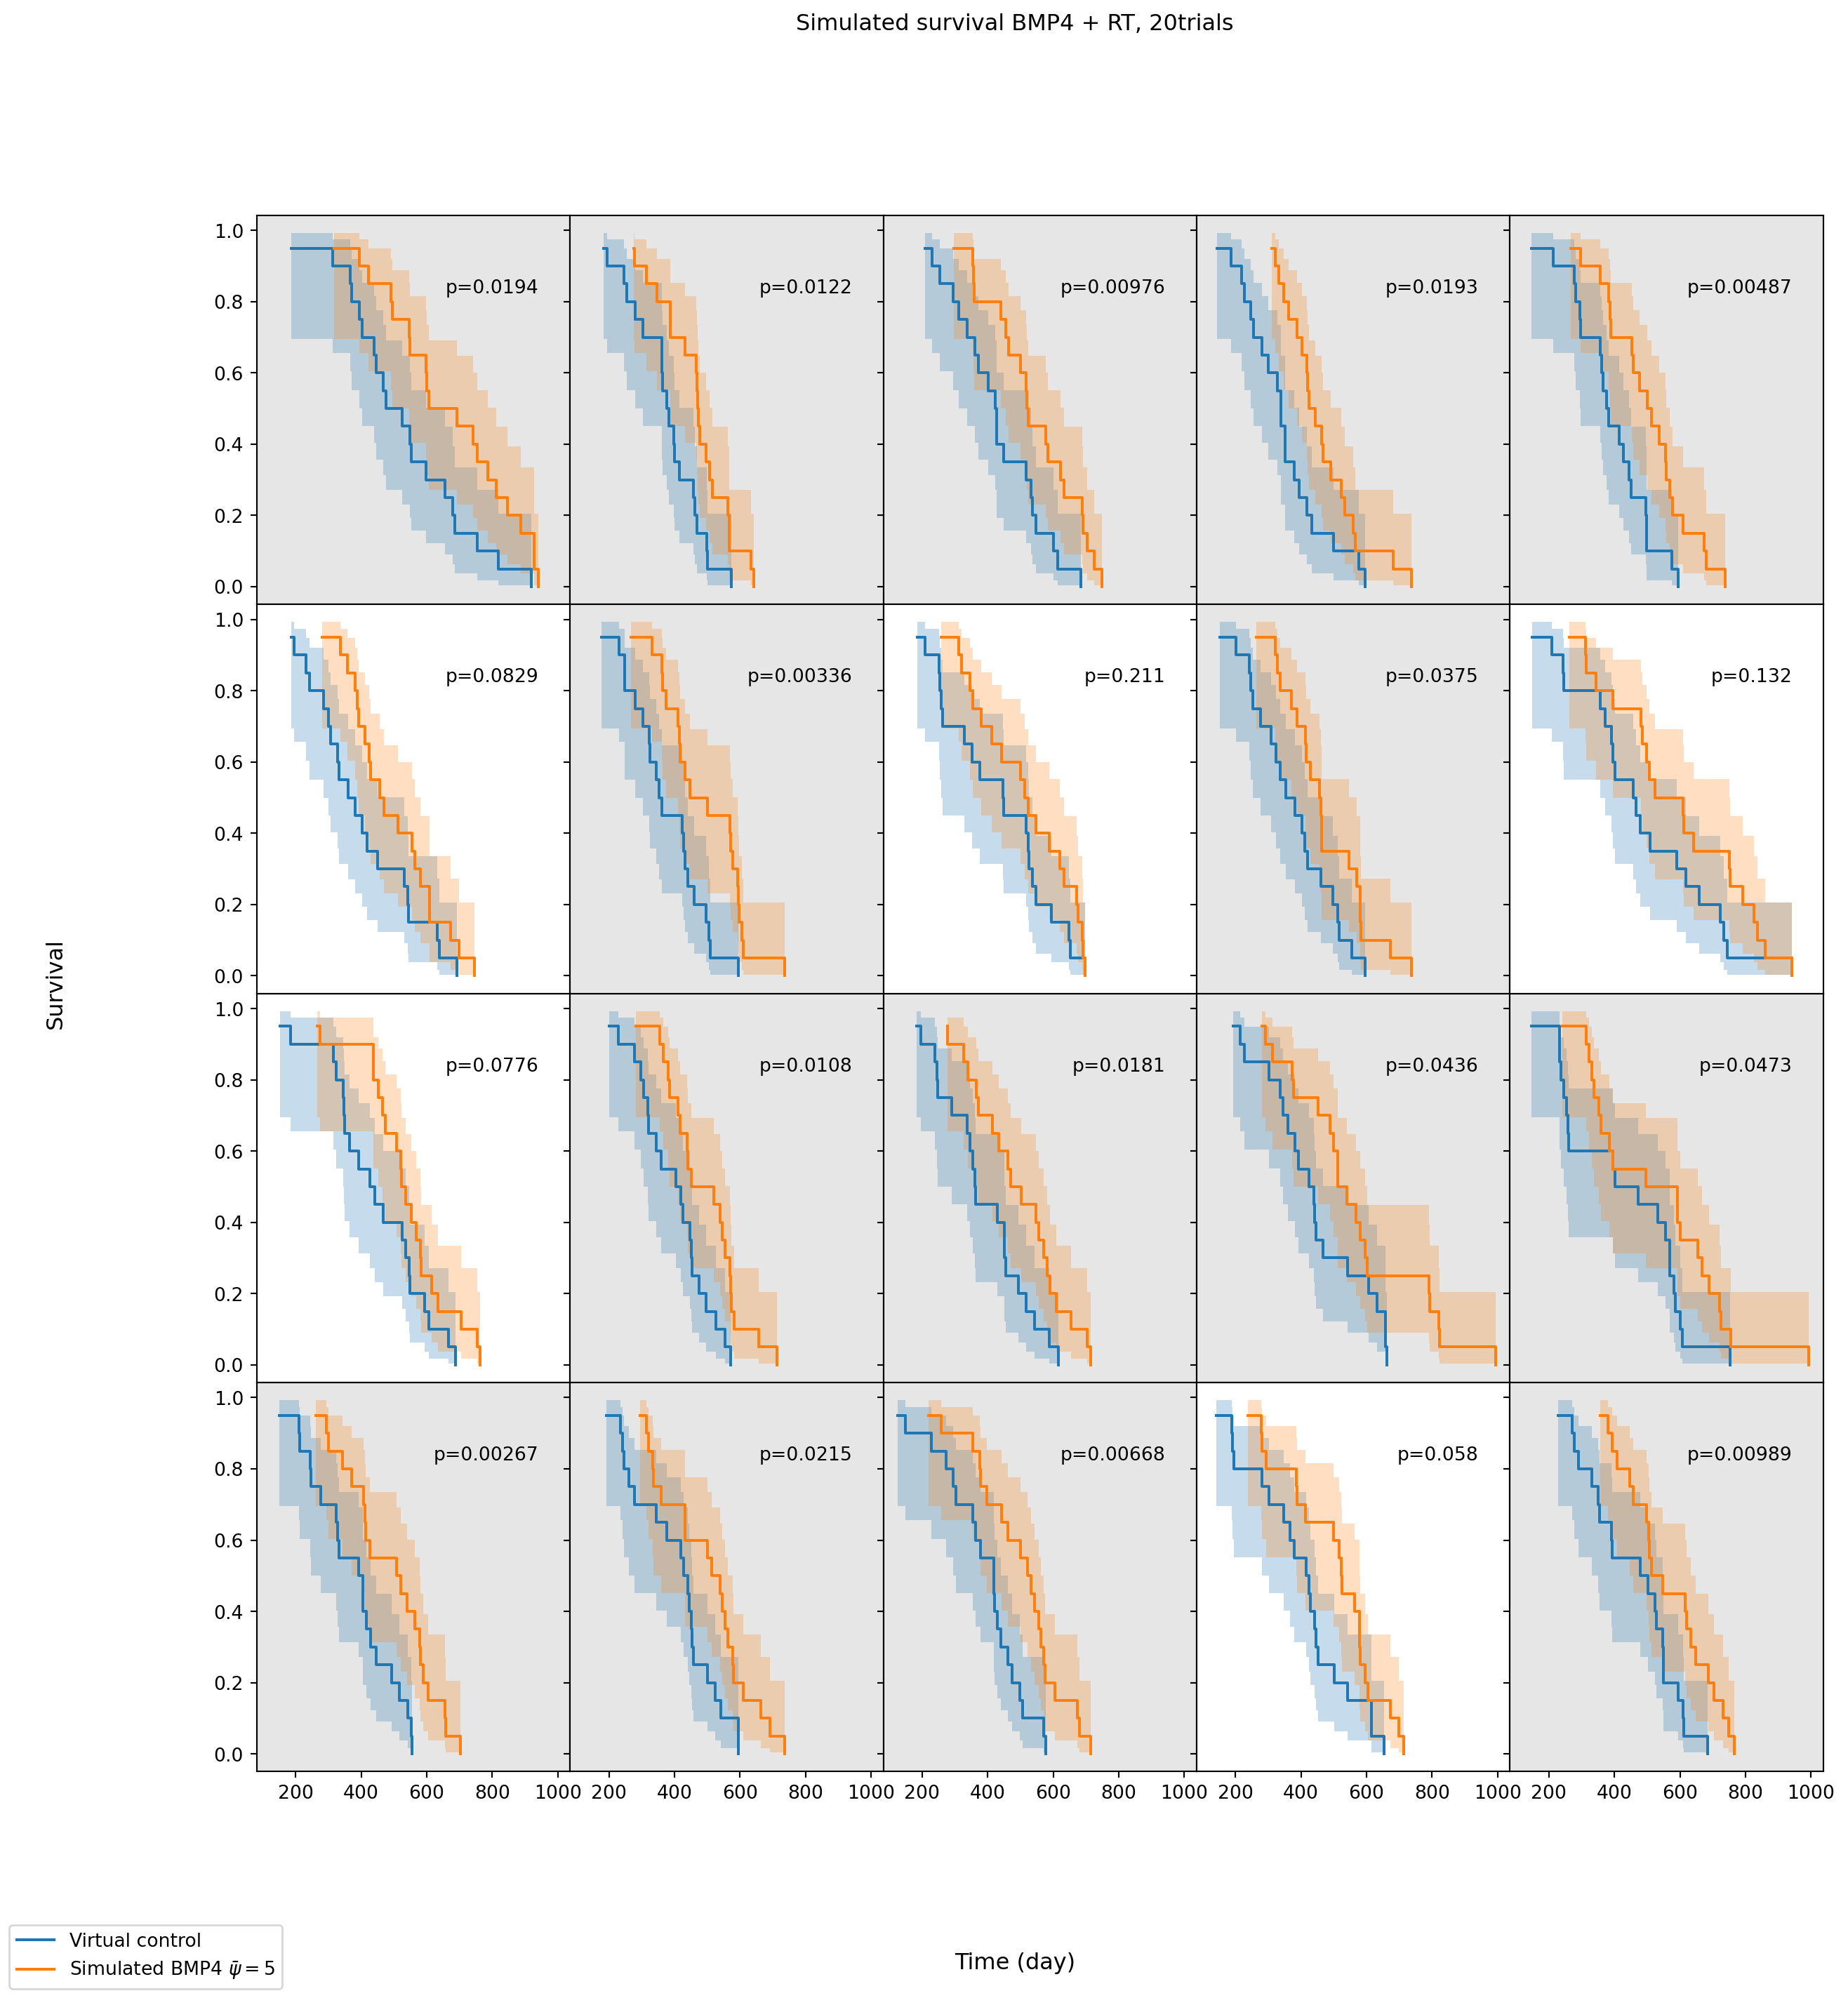 Simulated survival BMP4 + RT, 20trials
1.0
0.8
0.6
0.4
0.2
0.0
p=0.0194
p=0.0122
p=0.00976
p=0.0193
p=0.00487
1.0
0.8
0.6
0.4
0.2
0.0
p=0.0829
p=0.00336
p=0.211
p=0.0375
p=0.132
Survival
1.0
0.8
0.6
0.4
0.2
0.0
p=0.0776
p=0.0108
p=0.0181
p=0.0436
p=0.0473
1.0
0.8
0.6
0.4
0.2
0.0
p=0.00267
p=0.0215
p=0.00668
p=0.058
p=0.00989
200 400 600 800 1000
200 400 600 800 1000
200 400 600 800 1000
200 400 600 800 1000
200 400 600 800 1000
Time (day)
Virtual control
Simulated BMP4 ψ̄ = 5